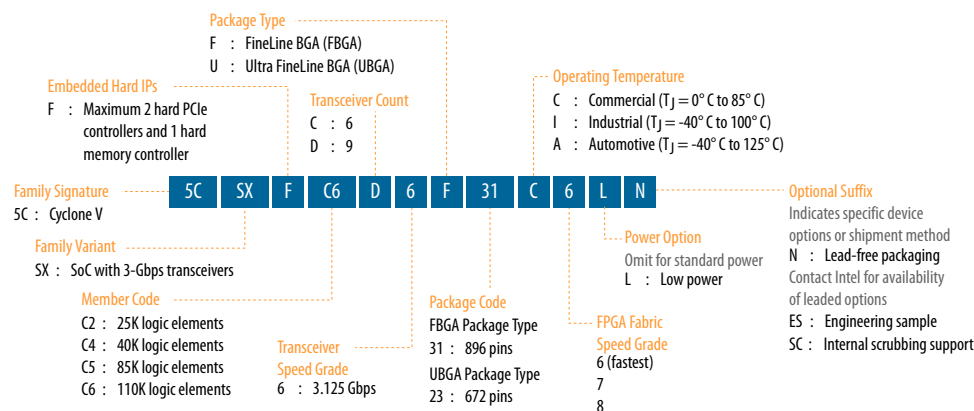 Package Type
F : FineLine BGA (FBGA)
U : Ultra FineLine BGA (UBGA)
Embedded Hard IPs
F : Maximum 2 hard PCIe
controllers and 1 hard
memory controller
Transceiver Count
C : 6
D : 9
Operating Temperature
C : Commercial (TJ = 0° C to 85° C)
I : Industrial (TJ = -40° C to 100° C)
A : Automotive (TJ = -40° C to 125° C)
5C SX F C6 D 6 F 31 C 6 L N
Family Signature
5C : Cyclone V
Family Variant
SX : SoC with 3-Gbps transceivers
Member Code
C2 : 25K logic elements
C4 : 40K logic elements
C5 : 85K logic elements
C6 : 110K logic elements
Transceiver
Speed Grade
6 : 3.125 Gbps
Package Code
FBGA Package Type
31 : 896 pins
UBGA Package Type
23 : 672 pins
FPGA Fabric
Speed Grade
6 (fastest)
7
8
Power Option
Omit for standard power
L : Low power
Optional Suffix
Indicates specific device
options or shipment method
N : Lead-free packaging
Contact Intel for availability
of leaded options
ES : Engineering sample
SC : Internal scrubbing support